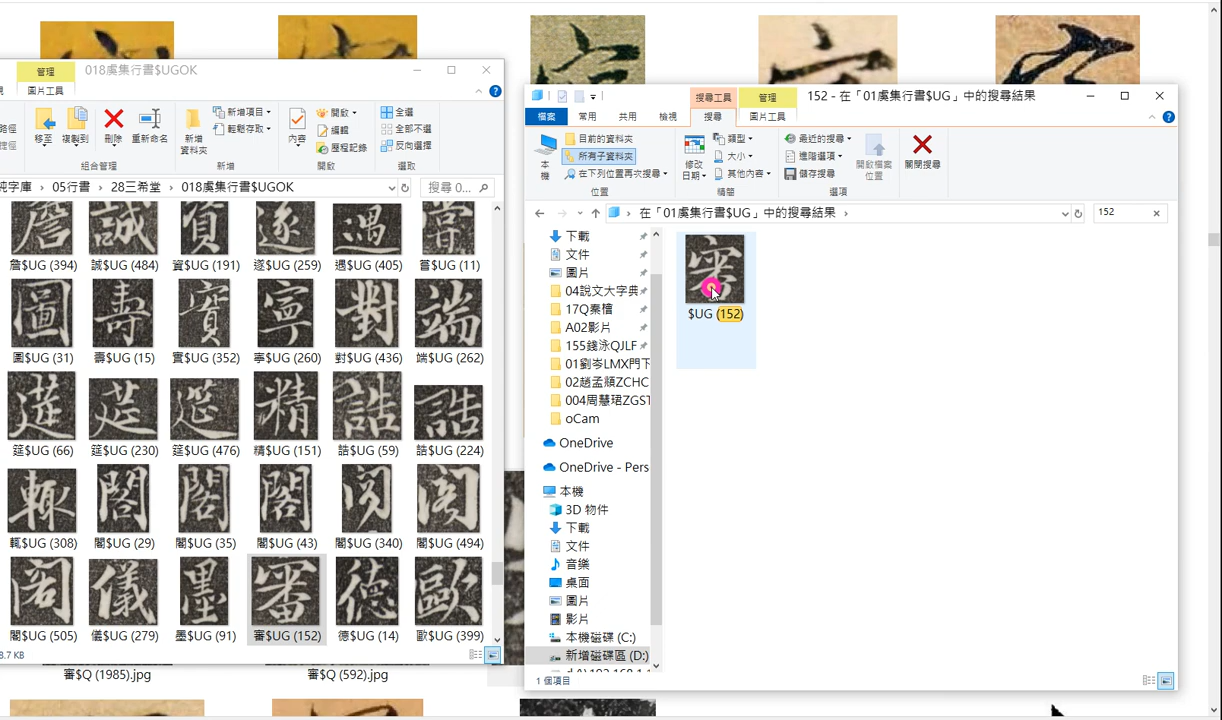 管理
018虞集行書$UGOK
圖片工具
移至
複製到
刪除
重新命名
新增
資料夾
新增項目
輕鬆存取
內容
開啟
編輯
歷程記錄
全選
全部不選
反向選擇
組合管理
新增
開啟
選取
純字庫 › 05行書 › 28三希堂 › 018虞集行書$UGOK
搜尋 0...
詹$UG (394)
誠$UG (484)
資$UG (191)
遂$UG (259)
遇$UG (405)
嘗$UG (11)
圖$UG (31)
壽$UG (15)
賓$UG (352)
寧$UG (260)
對$UG (436)
端$UG (262)
筵$UG (66)
筵$UG (230)
筵$UG (476)
精$UG (151)
誥$UG (59)
誥$UG (224)
輒$UG (308)
閣$UG (29)
閣$UG (35)
閣$UG (43)
閣$UG (340)
閣$UG (494)
閣$UG (505)
儀$UG (279)
墨$UG (91)
審$UG (152)
德$UG (14)
歐$UG (399)
8.7 KB
審$Q (1985).jpg
審$Q (592).jpg
搜尋工具
管理
152 - 在「01虞集行書$UG」中的搜尋結果
檔案
常用
共用
檢視
搜尋
圖片工具
本
機
目前的資料夾
所有子資料夾
在下列位置再次搜尋
位置
修改
日期
類型
大小
其他內容
精簡
最近的搜尋
進階選項
儲存搜尋
開啟檔案
位置
選項
關閉搜尋
在「01虞集行書$UG」中的搜尋結果 ›
152
下載
文件
圖片
04說文大字典
17Q秦檜
A02影片
155錢泳QJLF
01劉岑LMX門下
02趙孟頫ZCHC
004周慧珺ZGST
oCam
OneDrive
OneDrive - Pers
本機
3D 物件
下載
文件
音樂
桌面
圖片
影片
本機磁碟 (C:)
新增磁碟區 (D:)
$UG (152)
1 個項目